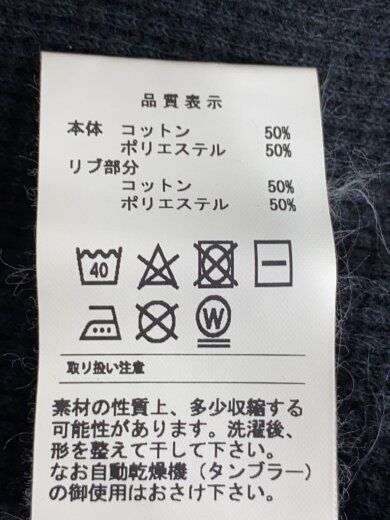 品質表示
本体 コットン 50%
ポリエステル 50%
リブ部分
コットン 50%
ポリエステル 50%
40
W
取り扱い注意
素材の性質上、多少収縮する
可能性があります。洗濯後、
形を整えて干して下さい。
なお自動乾燥機（タンブラー）
の御使用はおさけ下さい。